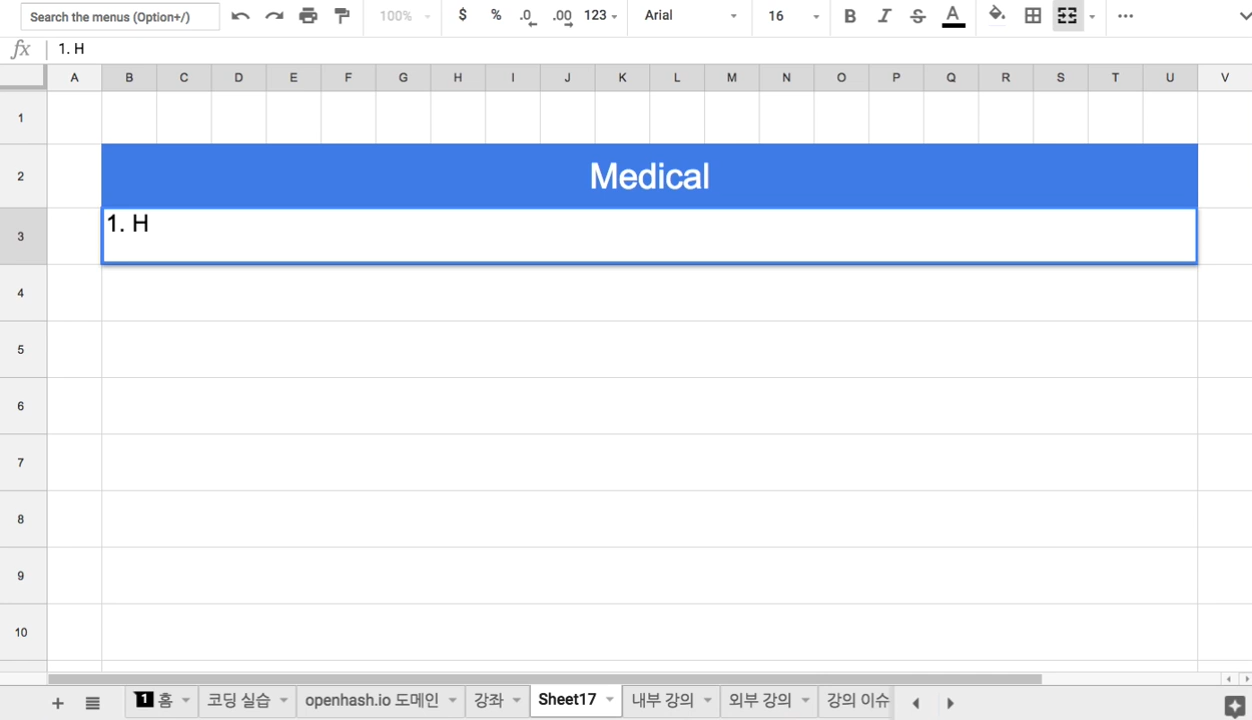 Search the menus (Option+/) 100% $ % .0 .00 123 Arial 16 B I S A
fx 1. H
A B C D E F G H I J K L M N O P Q R S T U V
1
2 Medical
3 1. H
4
5
6
7
8
9
10
1 홈 코딩 실습 openhash.io 도메인 강좌 Sheet17 내부 강의 외부 강의 강의 이슈